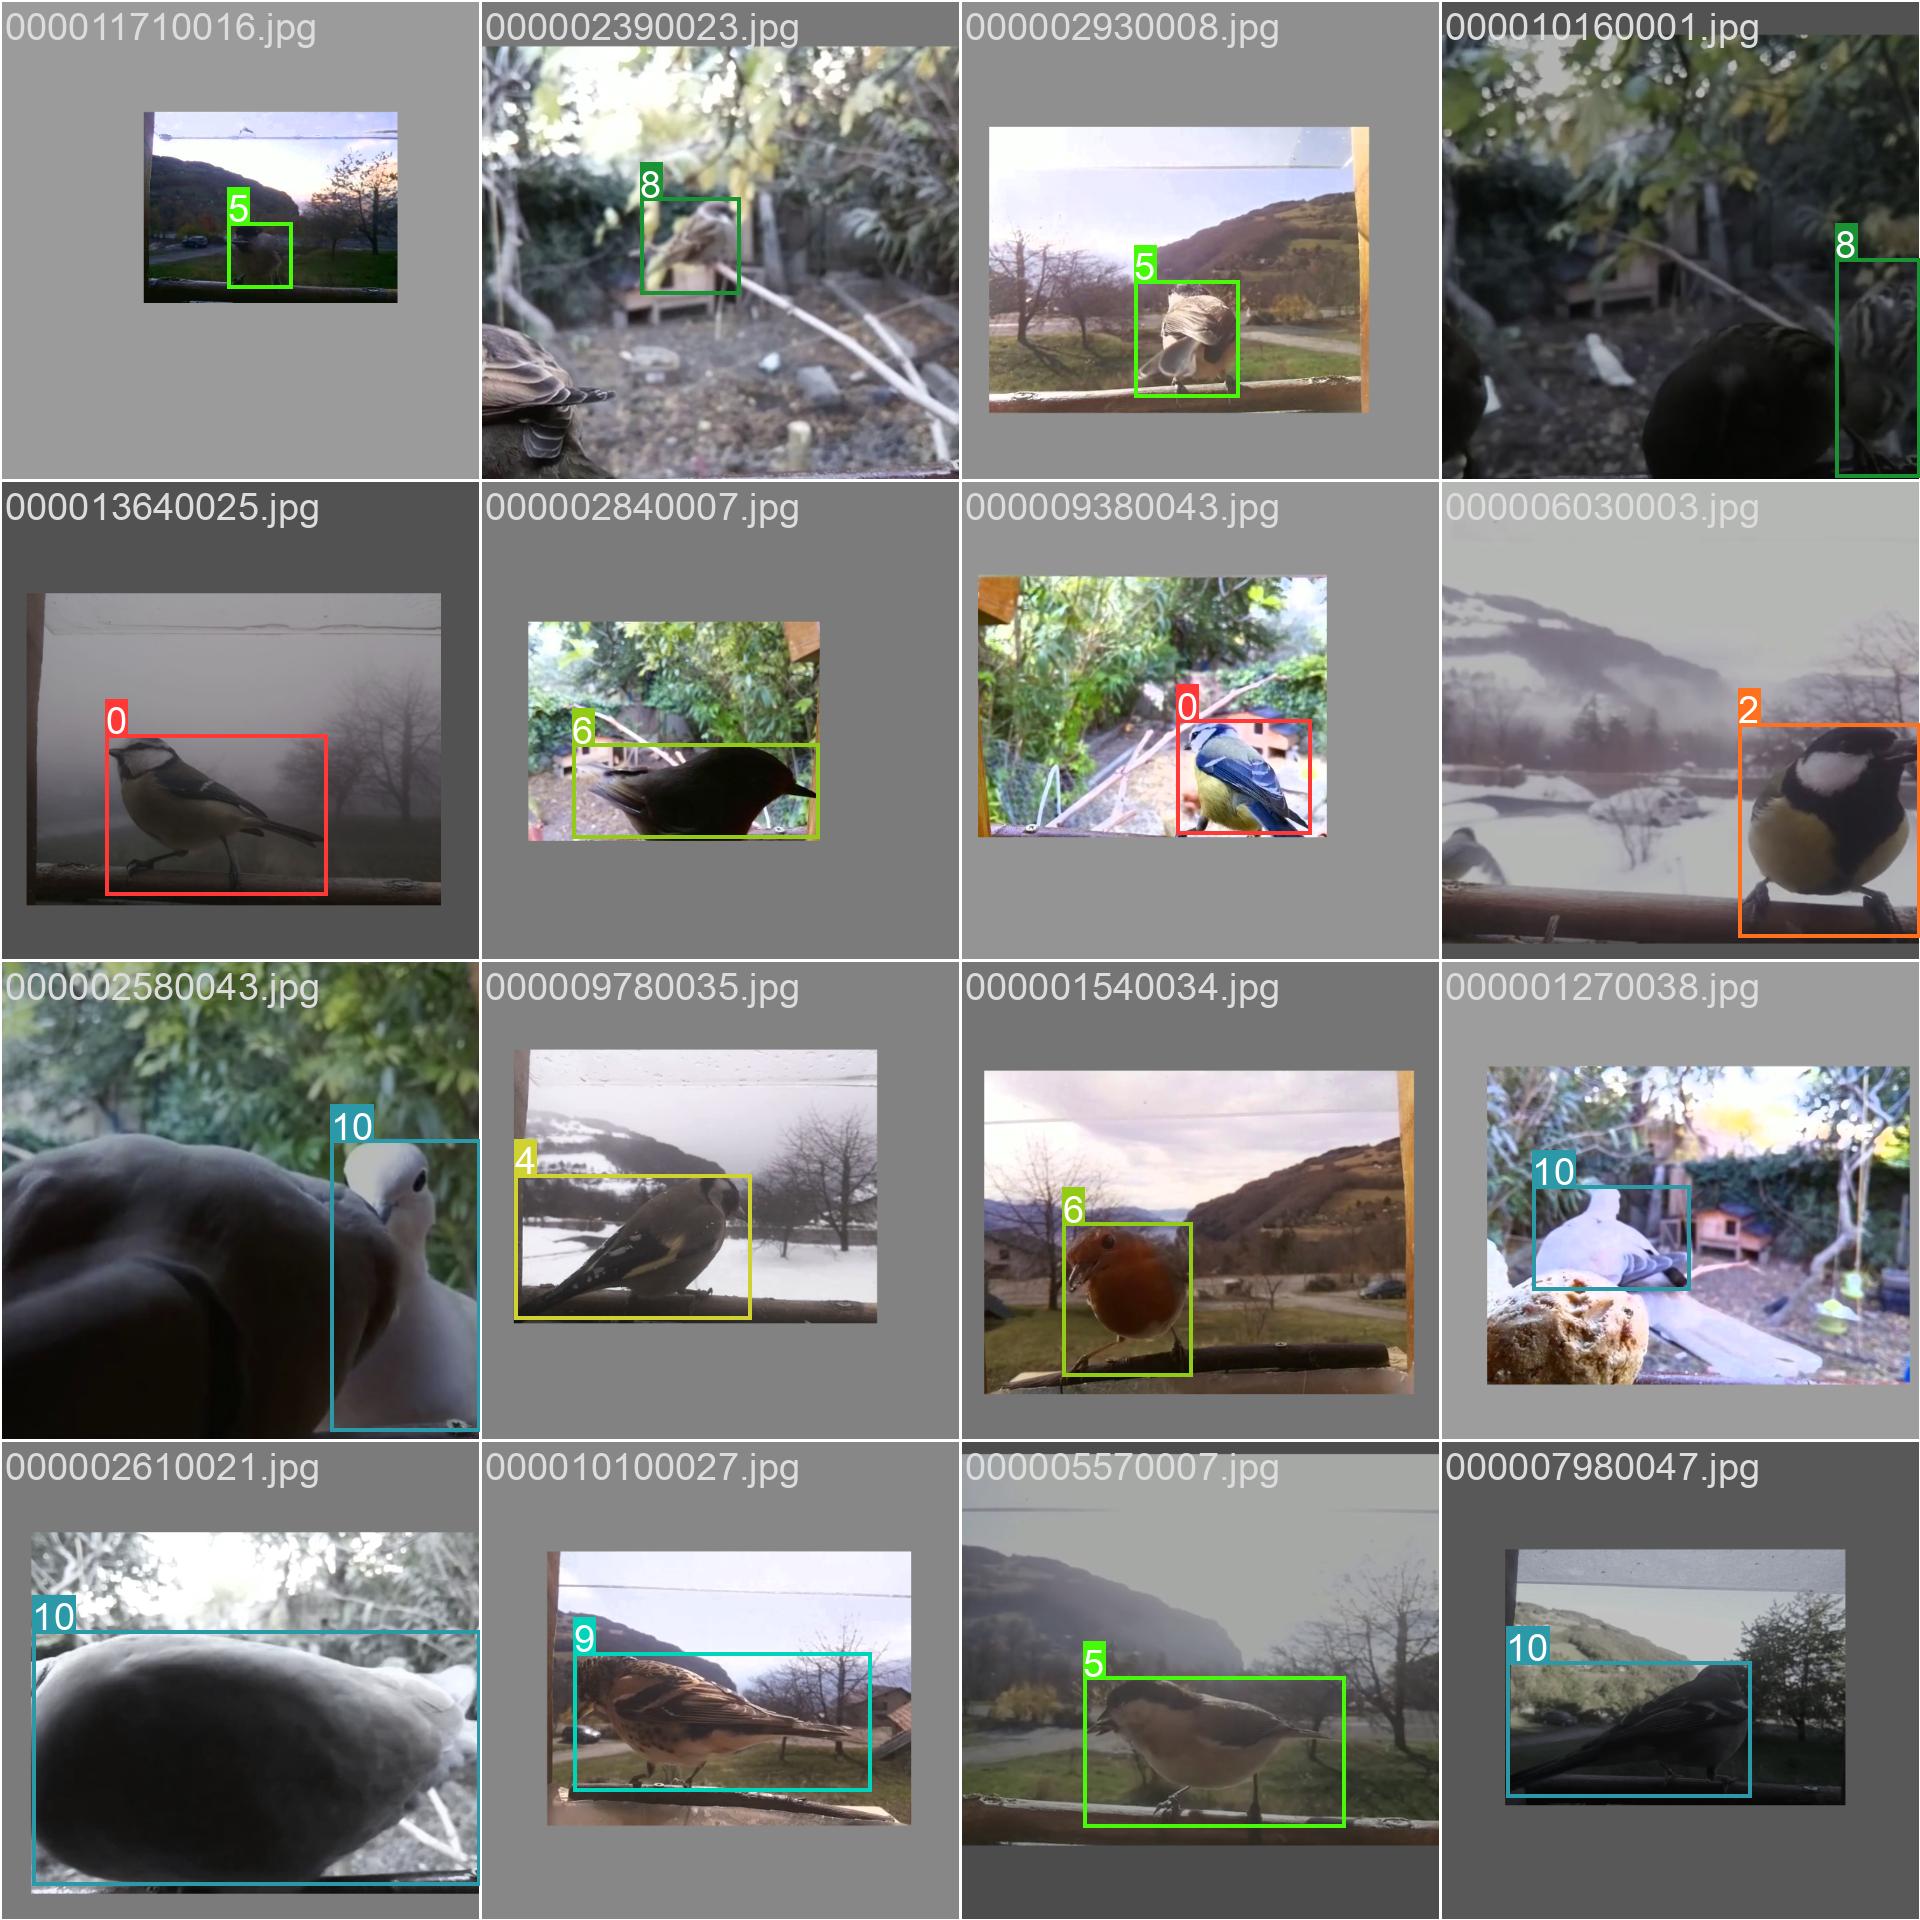 000011710016.jpg
000002390023.jpg
000002930008.jpg
000010160001.jpg
5
8
5
8
000013640025.jpg
000002840007.jpg
000009380043.jpg
000006030003.jpg
0
6
0
2
000002580043.jpg
000009780035.jpg
000001540034.jpg
000001270038.jpg
10
4
6
10
000002610021.jpg
000010100027.jpg
000005570007.jpg
000007980047.jpg
10
9
5
10